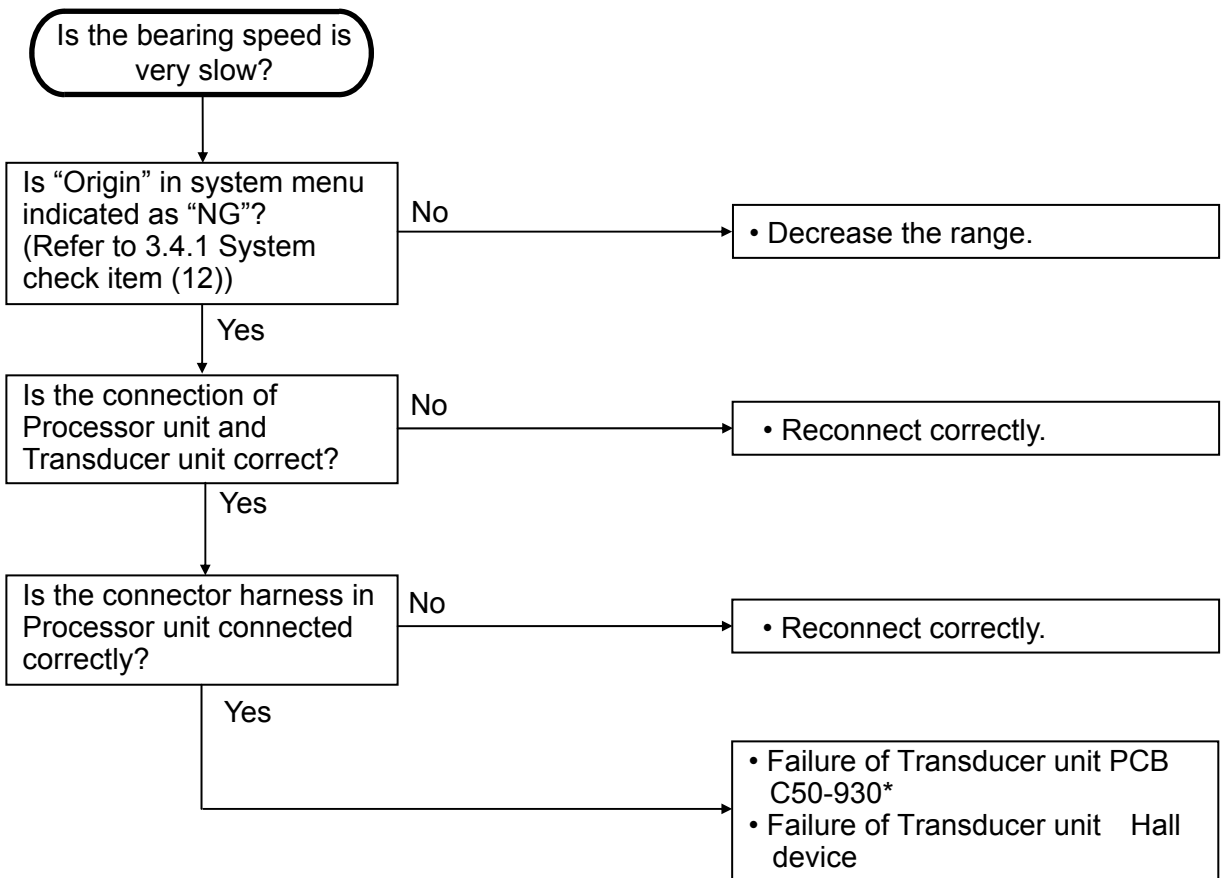 Is the bearing speed is
very slow?
Is “Origin” in system menu
indicated as “NG”?
(Refer to 3.4.1 System
check item (12))
No
• Decrease the range.
Yes
Is the connection of
Processor unit and
Transducer unit correct?
No
• Reconnect correctly.
Yes
Is the connector harness in
Processor unit connected
correctly?
No
• Reconnect correctly.
Yes
• Failure of Transducer unit PCB
C50-930*
• Failure of Transducer unit Hall
device